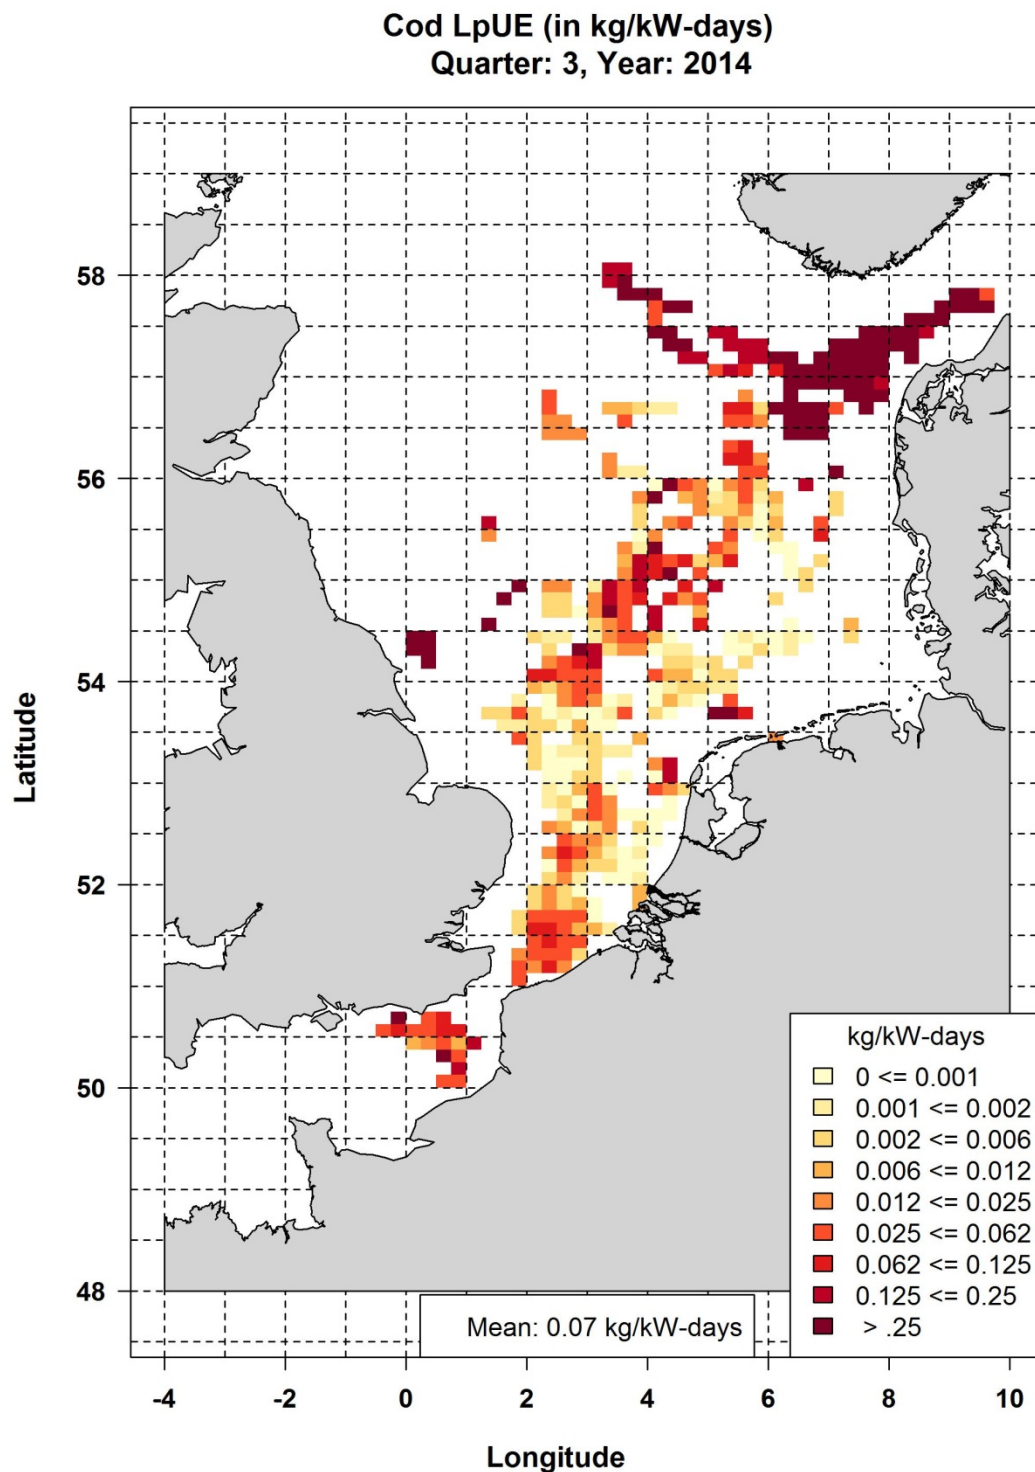 Cod LpUE (in kg/kW-days)
Quarter: 3, Year: 2014
58
56
54
52
50
48
Latitude
kg/kW-days
0 <= 0.001
0.001 <= 0.002
0.002 <= 0.006
0.006 <= 0.012
0.012 <= 0.025
0.025 <= 0.062
0.062 <= 0.125
0.125 <= 0.25
> .25
Mean: 0.07 kg/kW-days
-4 -2 0 2 4 6 8 10
Longitude